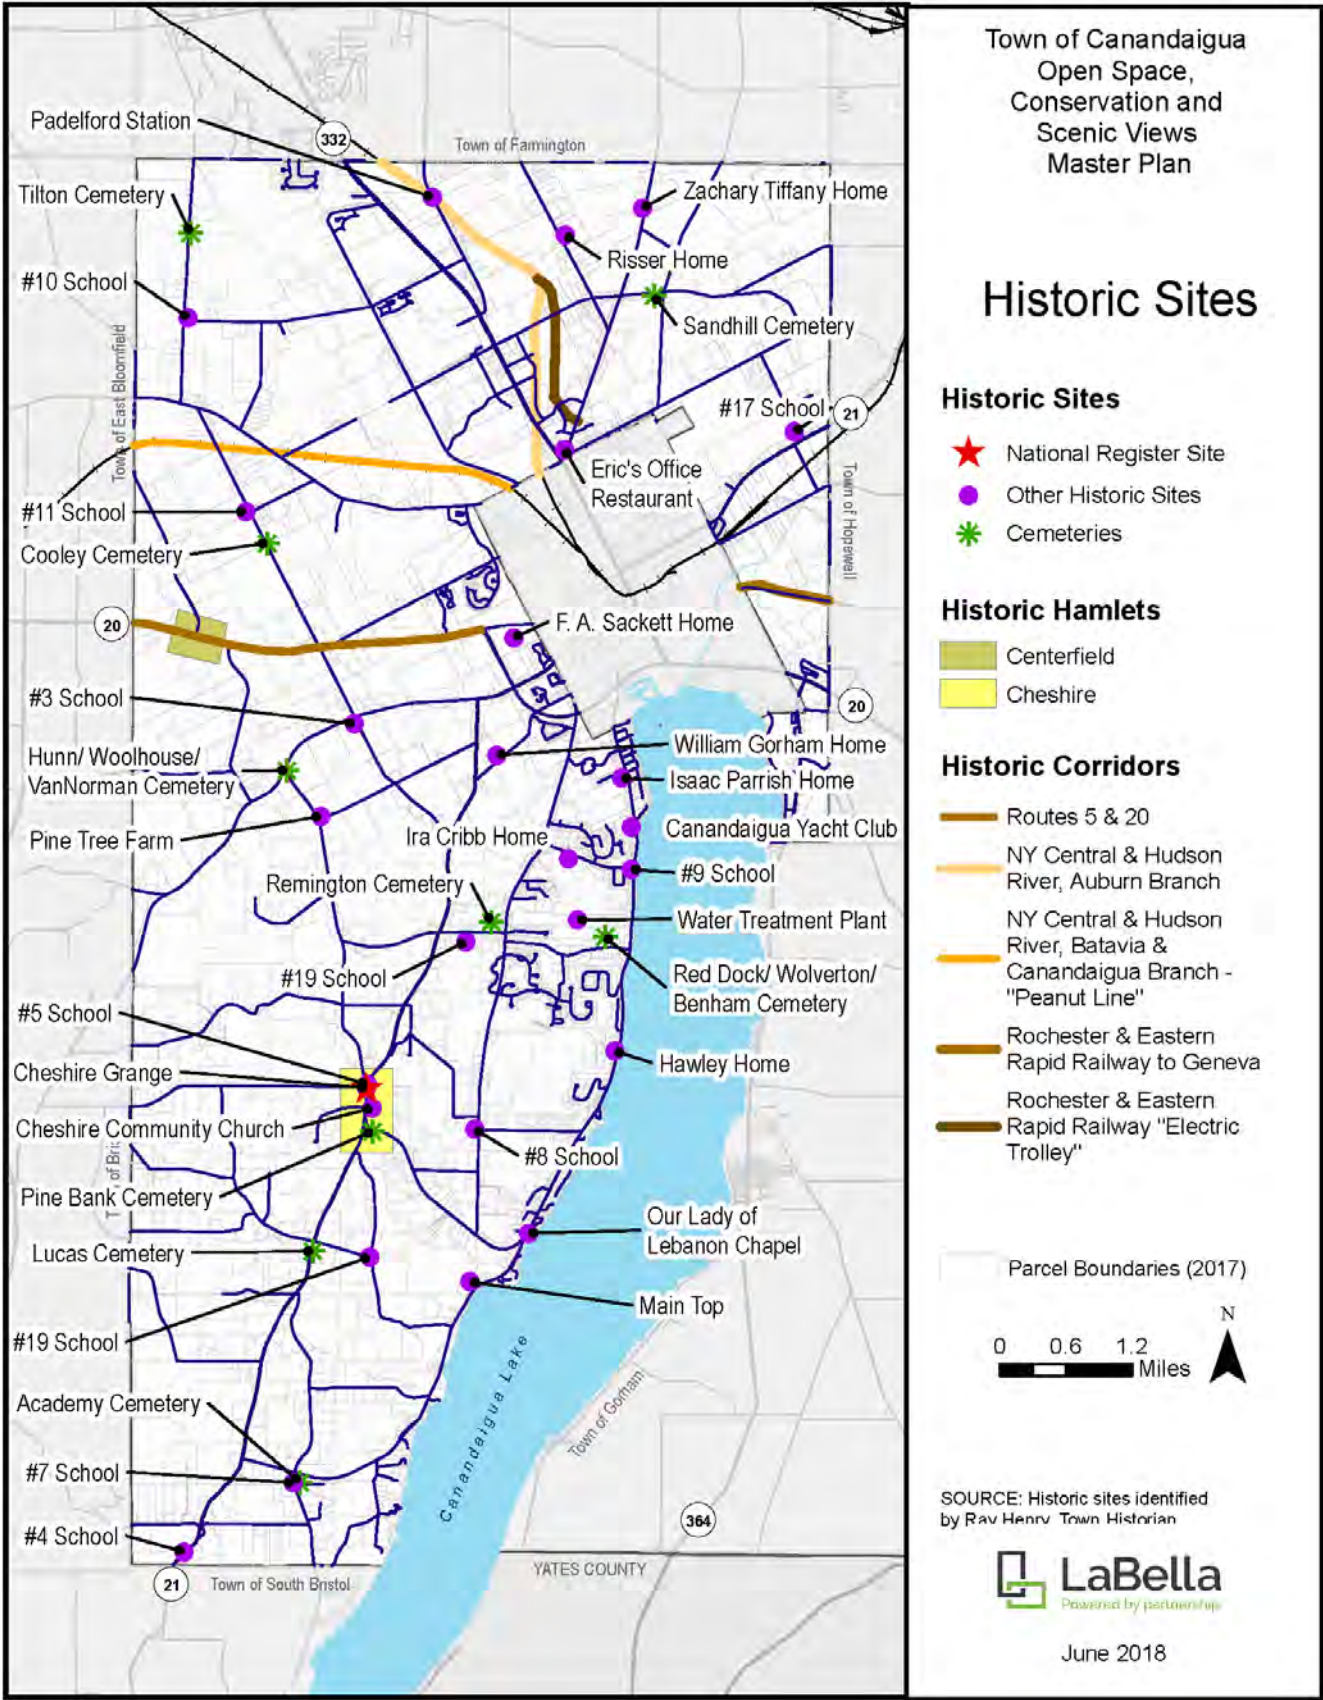 Town of Canandaigua
Open Space,
Conservation and
Scenic Views
Master Plan
Historic Sites
Historic Sites
National Register Site
Other Historic Sites
Cemeteries
Historic Hamlets
Centerfield
Cheshire
Historic Corridors
Routes 5 & 20
NY Central & Hudson
River, Auburn Branch
NY Central & Hudson
River, Batavia &
Canandaigua Branch -
"Peanut Line"
Rochester & Eastern
Rapid Railway to Geneva
Rochester & Eastern
Rapid Railway "Electric
Trolley"
Parcel Boundaries (2017)
N
0 0.6 1.2
Miles
SOURCE: Historic sites identified
by Ray Henry, Town Historian
LaBella
Powered by partnership
June 2018
Padelford Station
332
Town of Farmington
Tilton Cemetery
Zachary Tiffany Home
Risser Home
#10 School
Sandhill Cemetery
Town of East Bloomfield
#17 School
21
Eric's Office
Restaurant
Town of Hopewell
#11 School
Cooley Cemetery
20
F. A. Sackett Home
#3 School
20
William Gorham Home
Hunn/ Woolhouse/
VanNorman Cemetery
Isaac Parrish Home
Pine Tree Farm
Ira Cribb Home
Canandaigua Yacht Club
#9 School
Remington Cemetery
Water Treatment Plant
#19 School
Red Dock/ Wolverton/
Benham Cemetery
#5 School
Hawley Home
Cheshire Grange
Cheshire Community Church
#8 School
of Bri
Pine Bank Cemetery
Our Lady of
Lebanon Chapel
Lucas Cemetery
Main Top
#19 School
Canandaigua Lake
Town of Gorham
Academy Cemetery
#7 School
364
#4 School
YATES COUNTY
21
Town of South Bristol